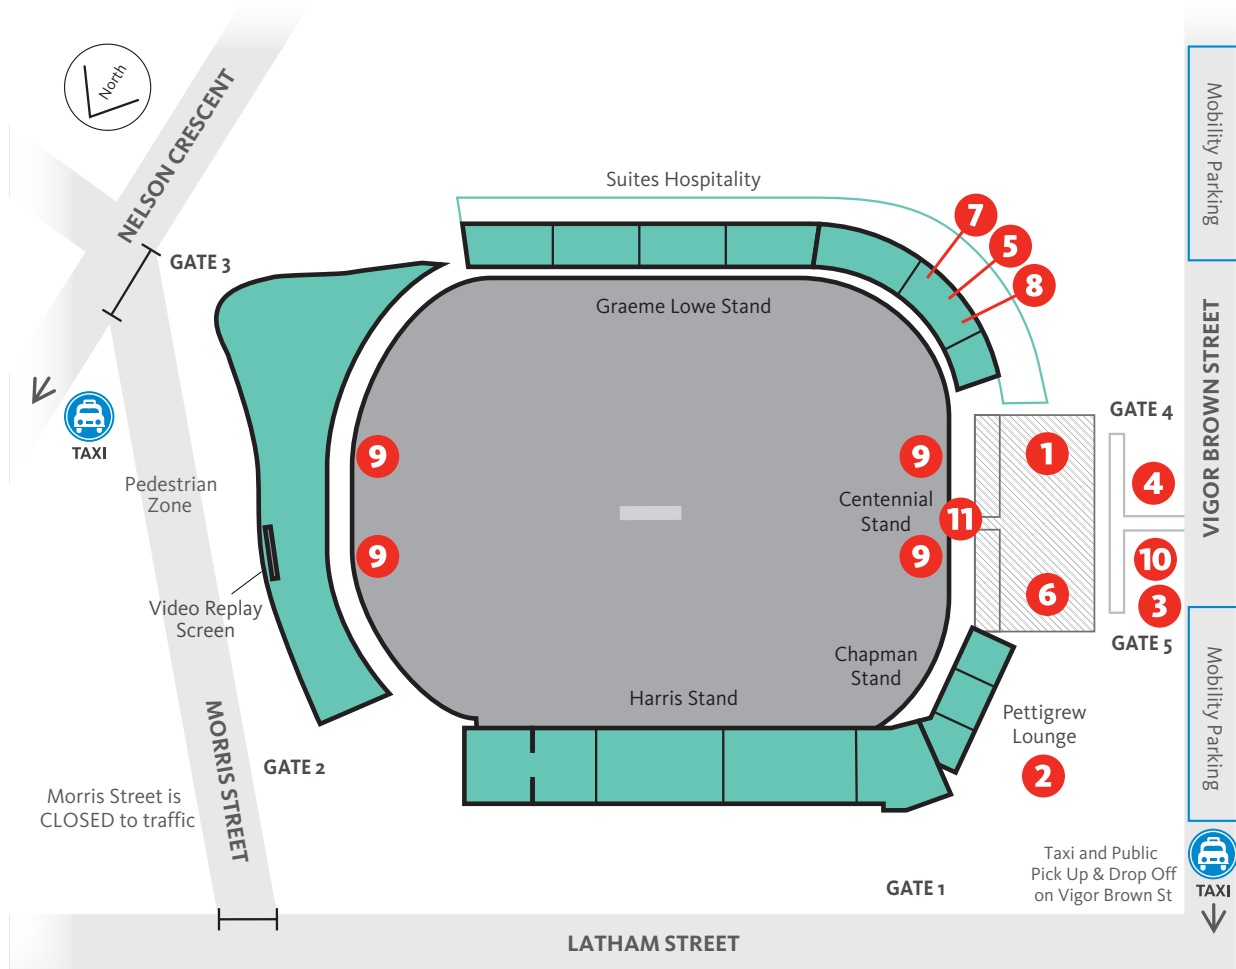 North
NELSON CRESCENT
Mobility Parking
Suites Hospitality
7
5
8
GATE 3
Graeme Lowe Stand
VIGOR BROWN STREET
TAXI
GATE 4
9
9
1
Pedestrian
Zone
4
Centennial
Stand
11
9
9
10
6
3
Video Replay
Screen
GATE 5
Chapman
Stand
Mobility Parking
Harris Stand
Pettigrew
Lounge
2
MORRIS STREET
GATE 2
Morris Street is
CLOSED to traffic
Taxi and Public
Pick Up & Drop Off
on Vigor Brown St
TAXI
GATE 1
LATHAM STREET